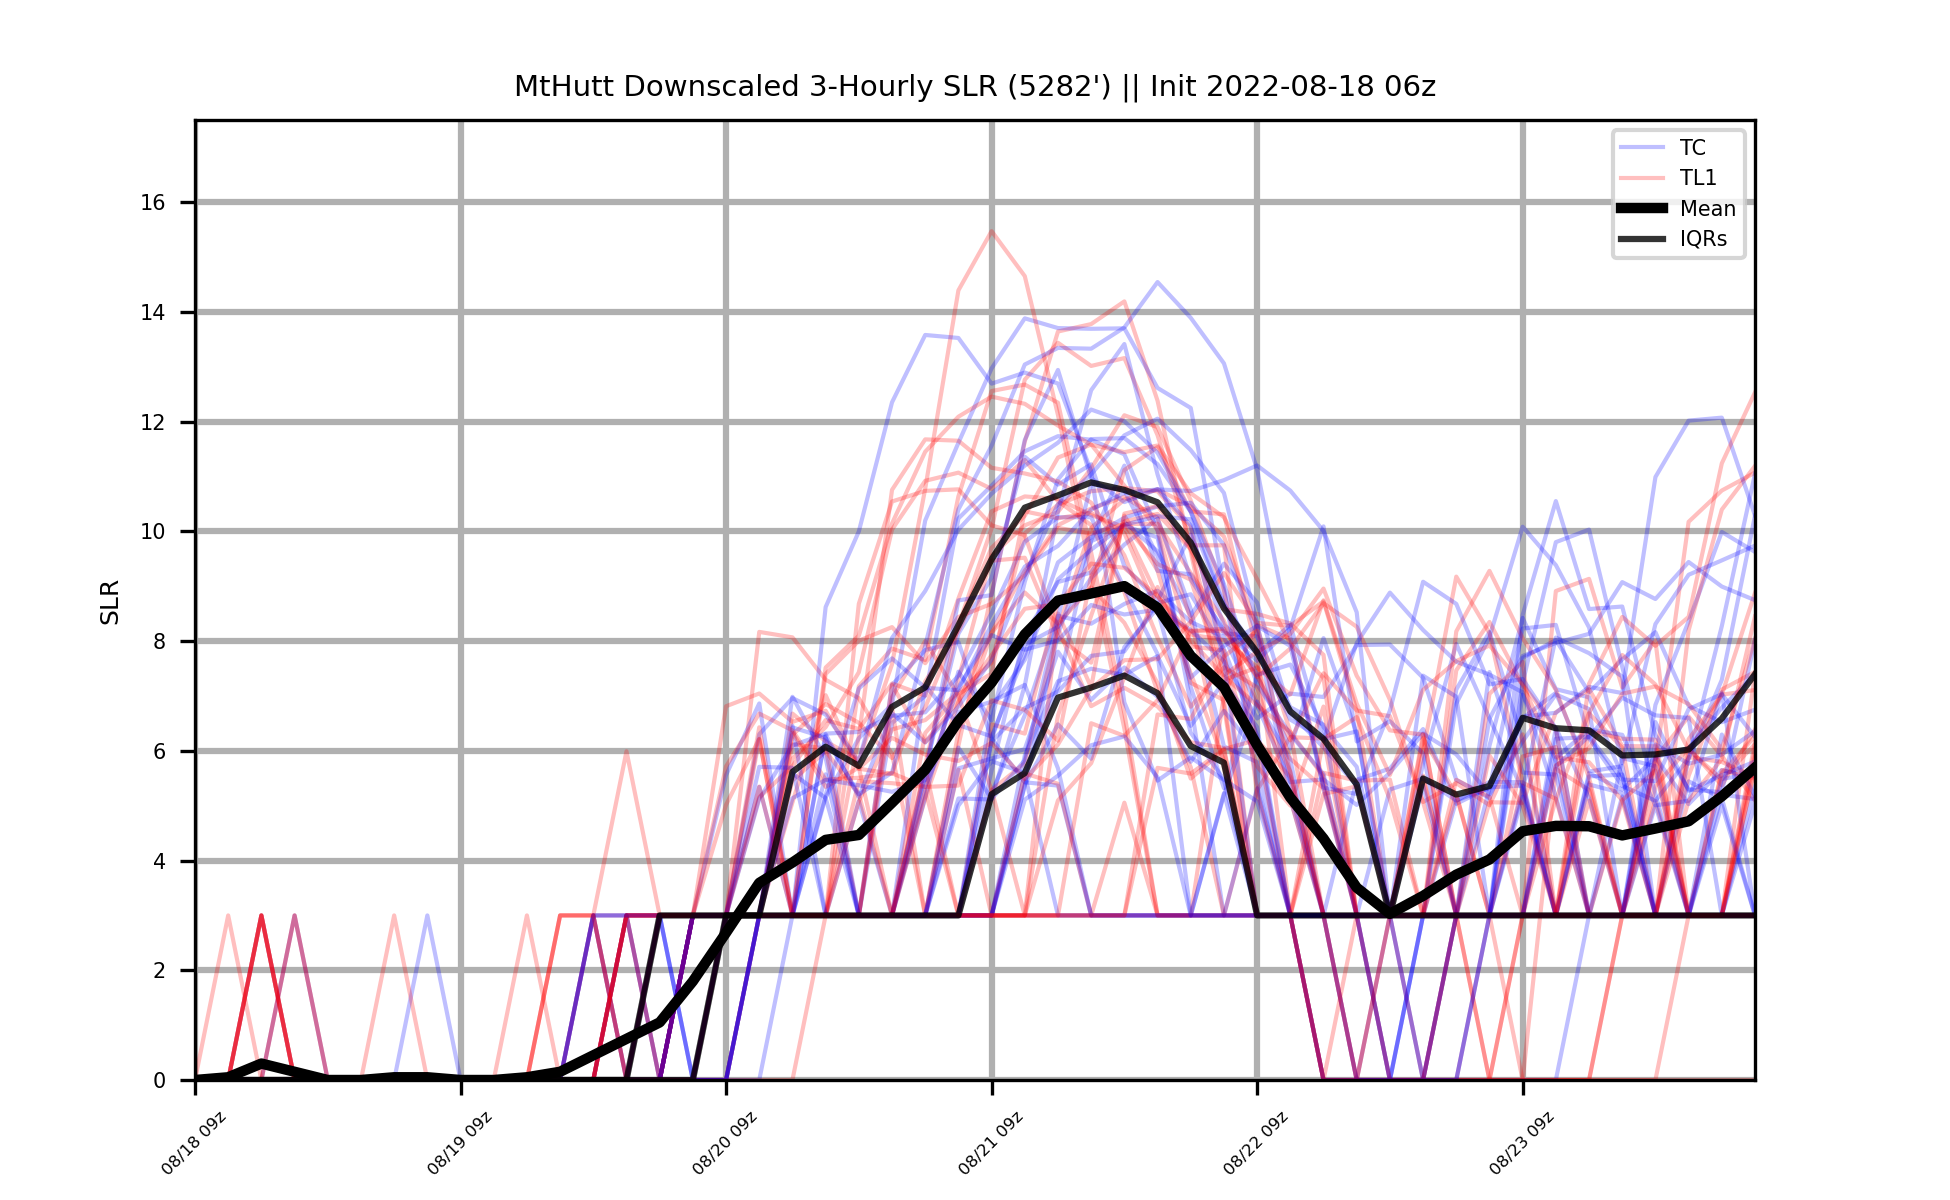 MtHutt Downscaled 3-Hourly SLR (5282') || Init 2022-08-18 06z
TC
TL1
Mean
IQRs
SLR
16
14
12
10
8
6
4
2
0
08/18 09z
08/19 09z
08/20 09z
08/21 09z
08/22 09z
08/23 09z